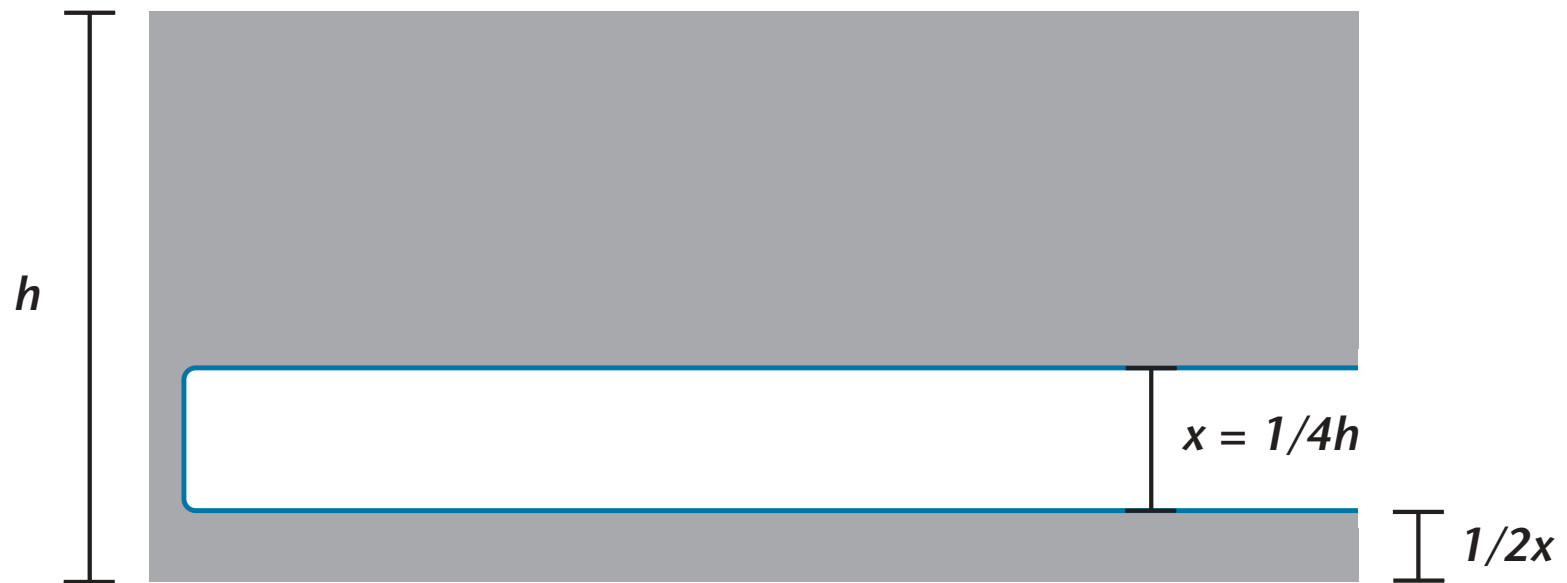 h
x = 1/4h
1/2x